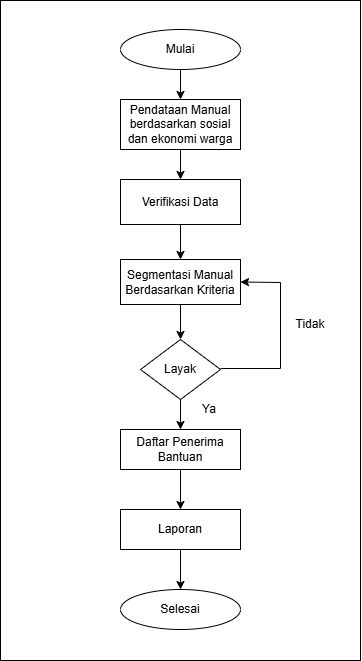 Mulai
Pendataan Manual
berdasarkan sosial
dan ekonomi warga
Verifikasi Data
Segmentasi Manual
Berdasarkan Kriteria
Tidak
Layak
Ya
Daftar Penerima
Bantuan
Laporan
Selesai